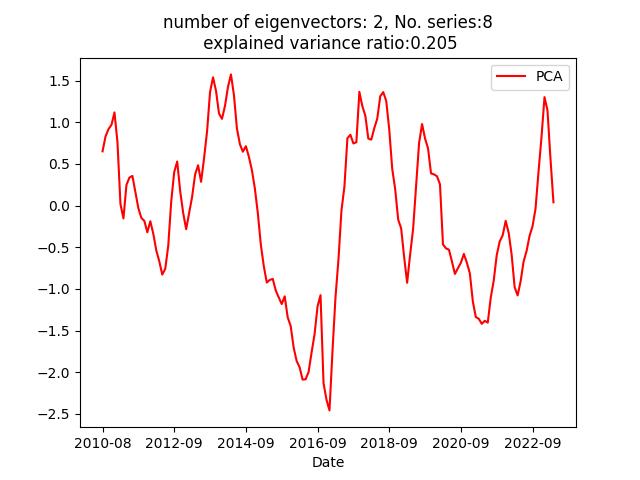 number of eigenvectors: 2, No. series:8
explained variance ratio:0.205
PCA
1.5
1.0
0.5
0.0
−0.5
−1.0
−1.5
−2.0
−2.5
2010-08 2012-09 2014-09 2016-09 2018-09 2020-09 2022-09
Date